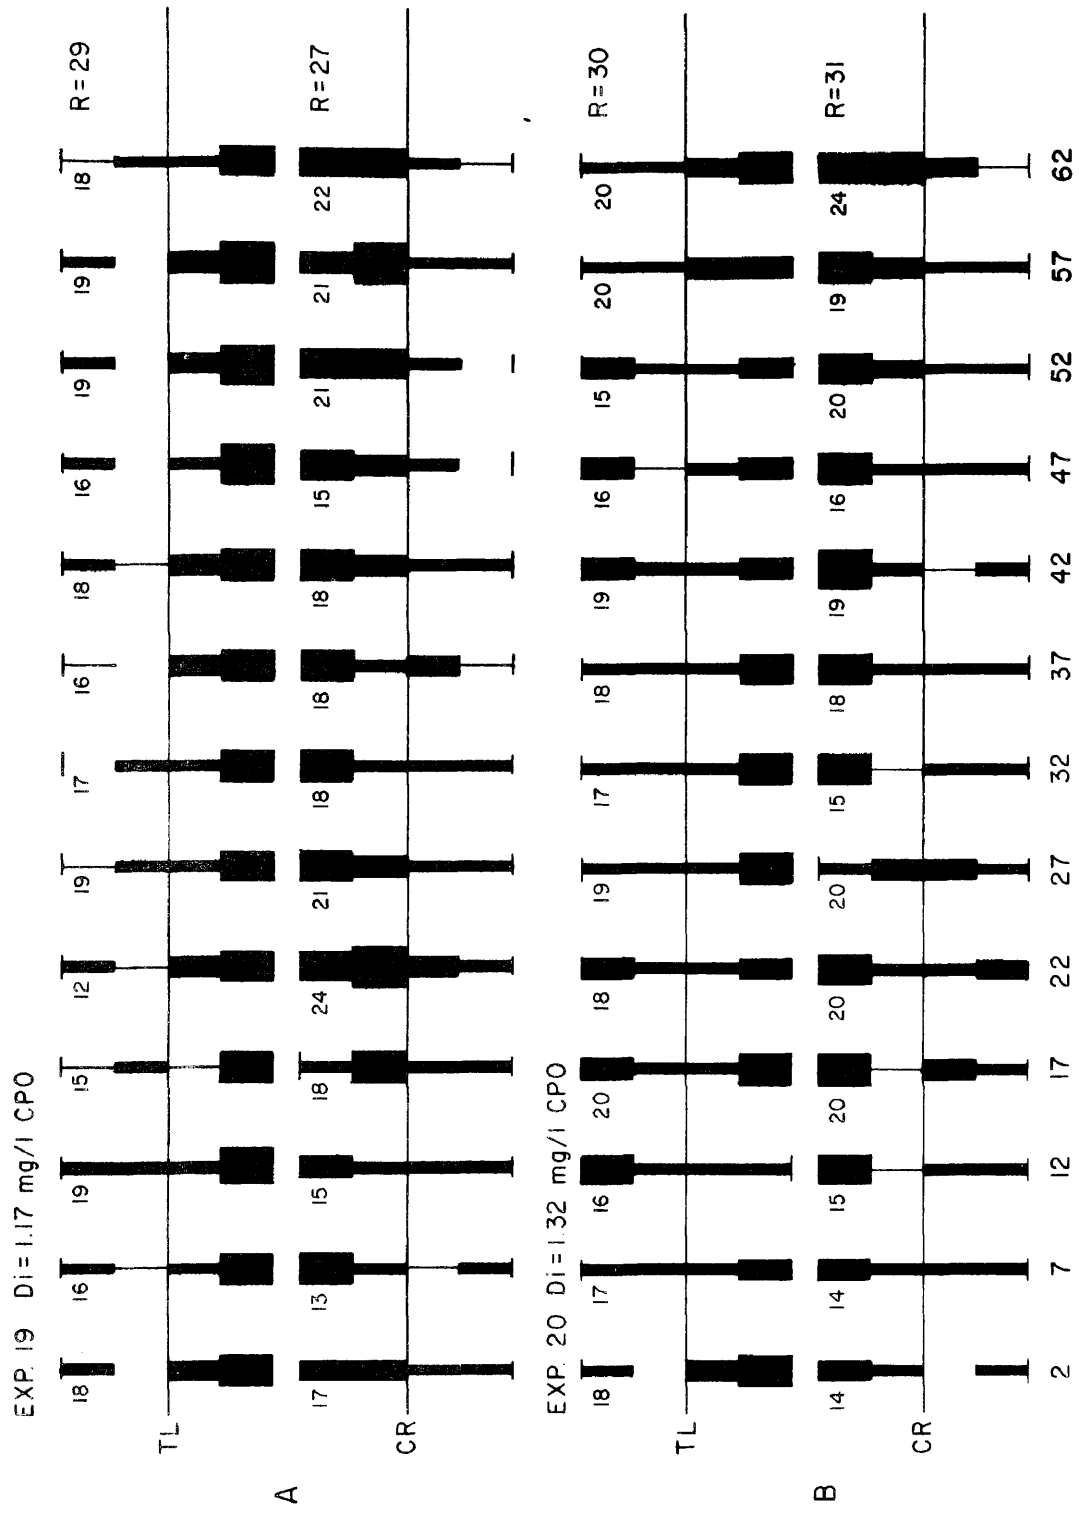 EXP. 19 Di=1.17 mg/l CPO
18 16 19 15 12 19 17 16 18 16 19 19 18 R=29
TL
A
17 13 15 18 24 21 18 18 18 15 21 21 22 R=27
CR
EXP. 20 Di=1.32 mg/l CPO
18 17 16 20 18 19 17 18 19 16 15 20 20 R=30
TL
B
14 14 15 20 20 20 15 18 19 16 20 19 24 R=31
CR
2 7 12 17 22 27 32 37 42 47 52 57 62